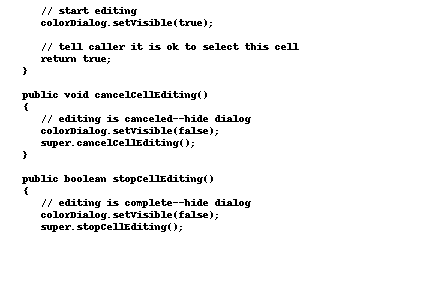 // start editing
colorDialog.setVisible(true);
// tell caller it is ok to select this cell
return true;
}
public void cancelCellEditing()
{
// editing is canceled--hide dialog
colorDialog.setVisible(false);
super.cancelCellEditing();
}
public boolean stopCellEditing()
{
// editing is complete--hide dialog
colorDialog.setVisible(false);
super.stopCellEditing();